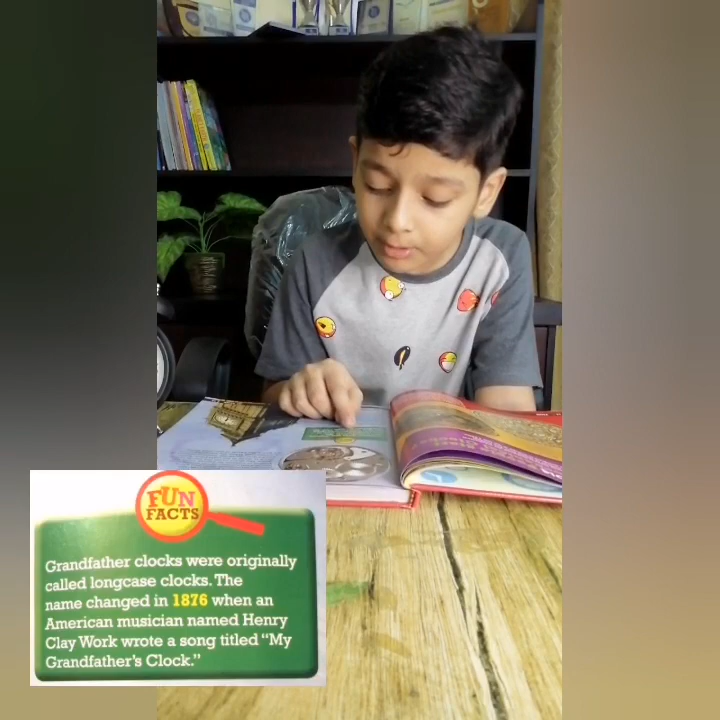 FUN
FACTS
Grandfather clocks were originally
called longcase clocks. The
name changed in 1876 when an
American musician named Henry
Clay Work wrote a song titled “My
Grandfather’s Clock.”